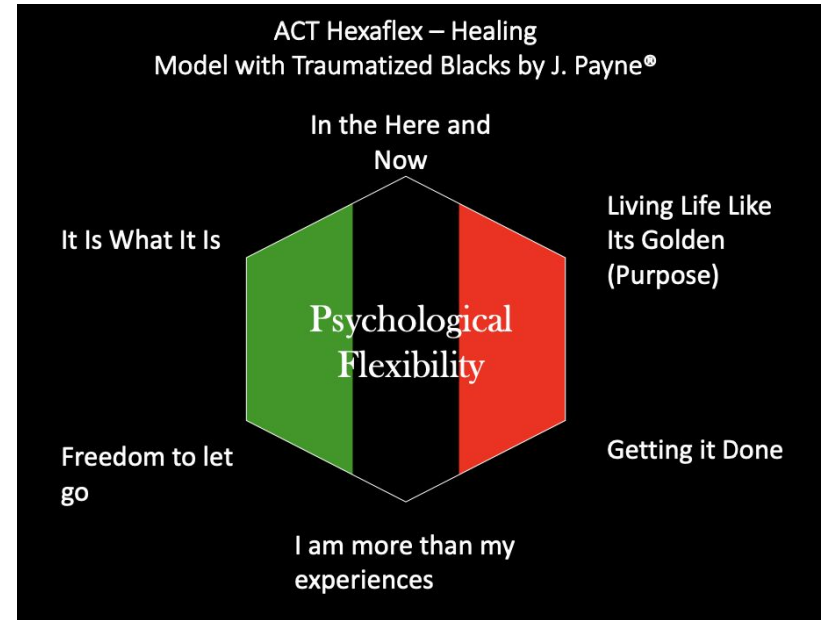 ACT Hexaflex – Healing
Model with Traumatized Blacks by J. Payne®
In the Here and
Now
It Is What It Is
Living Life Like
Its Golden
(Purpose)
Psychological
Flexibility
Freedom to let
go
Getting it Done
I am more than my
experiences